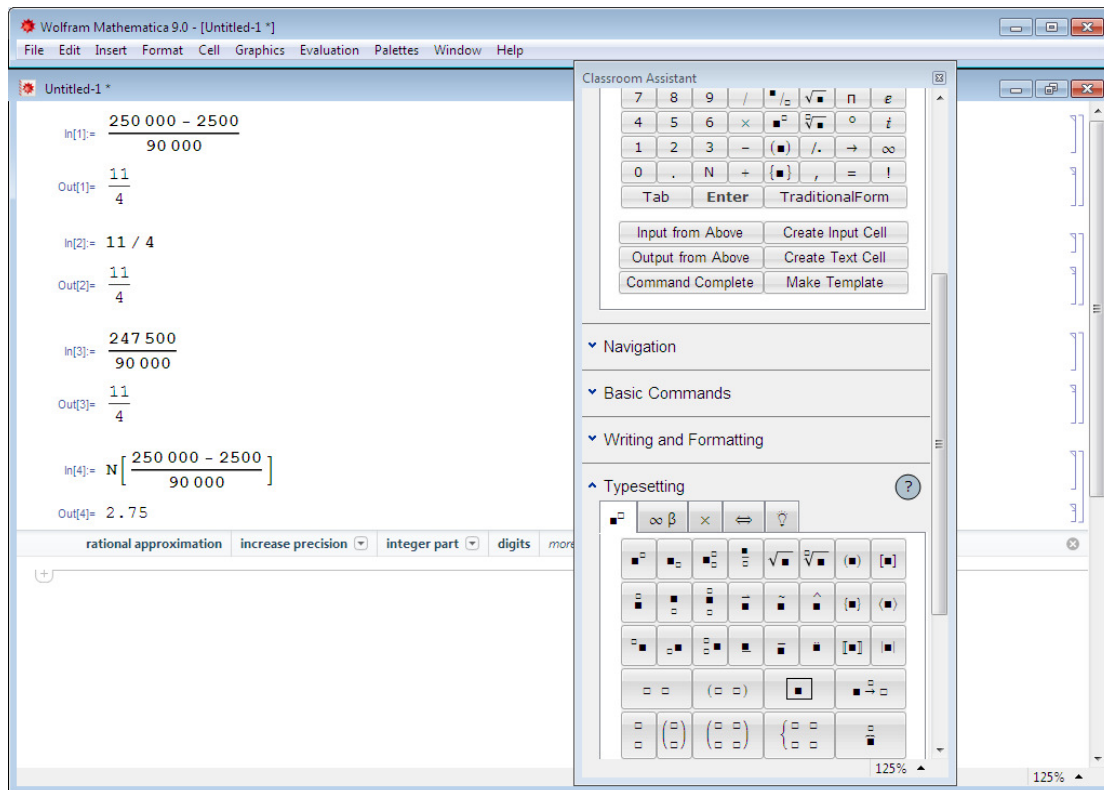 Wolfram Mathematica 9.0 - [Untitled-1 *]
File Edit Insert Format Cell Graphics Evaluation Palettes Window Help
Untitled-1 *
In[1]:= 250 000 - 2500
90 000
Out[1]= 11
4
In[2]:= 11 / 4
Out[2]= 11
4
In[3]:= 247 500
90 000
Out[3]= 11
4
In[4]:= N[ 250 000 - 2500 ]
90 000
Out[4]= 2.75
rational approximation increase precision integer part digits more
Classroom Assistant
7 8 9 / ■/□ √■ π ⅇ
4 5 6 × ■□ □√■ ° ⅈ
1 2 3 − (■) /. → ∞
0 . N + {■} , = !
Tab Enter TraditionalForm
Input from Above Create Input Cell
Output from Above Create Text Cell
Command Complete Make Template
Navigation
Basic Commands
Writing and Formatting
Typesetting
?
∞ β × ⇔
125%
125%